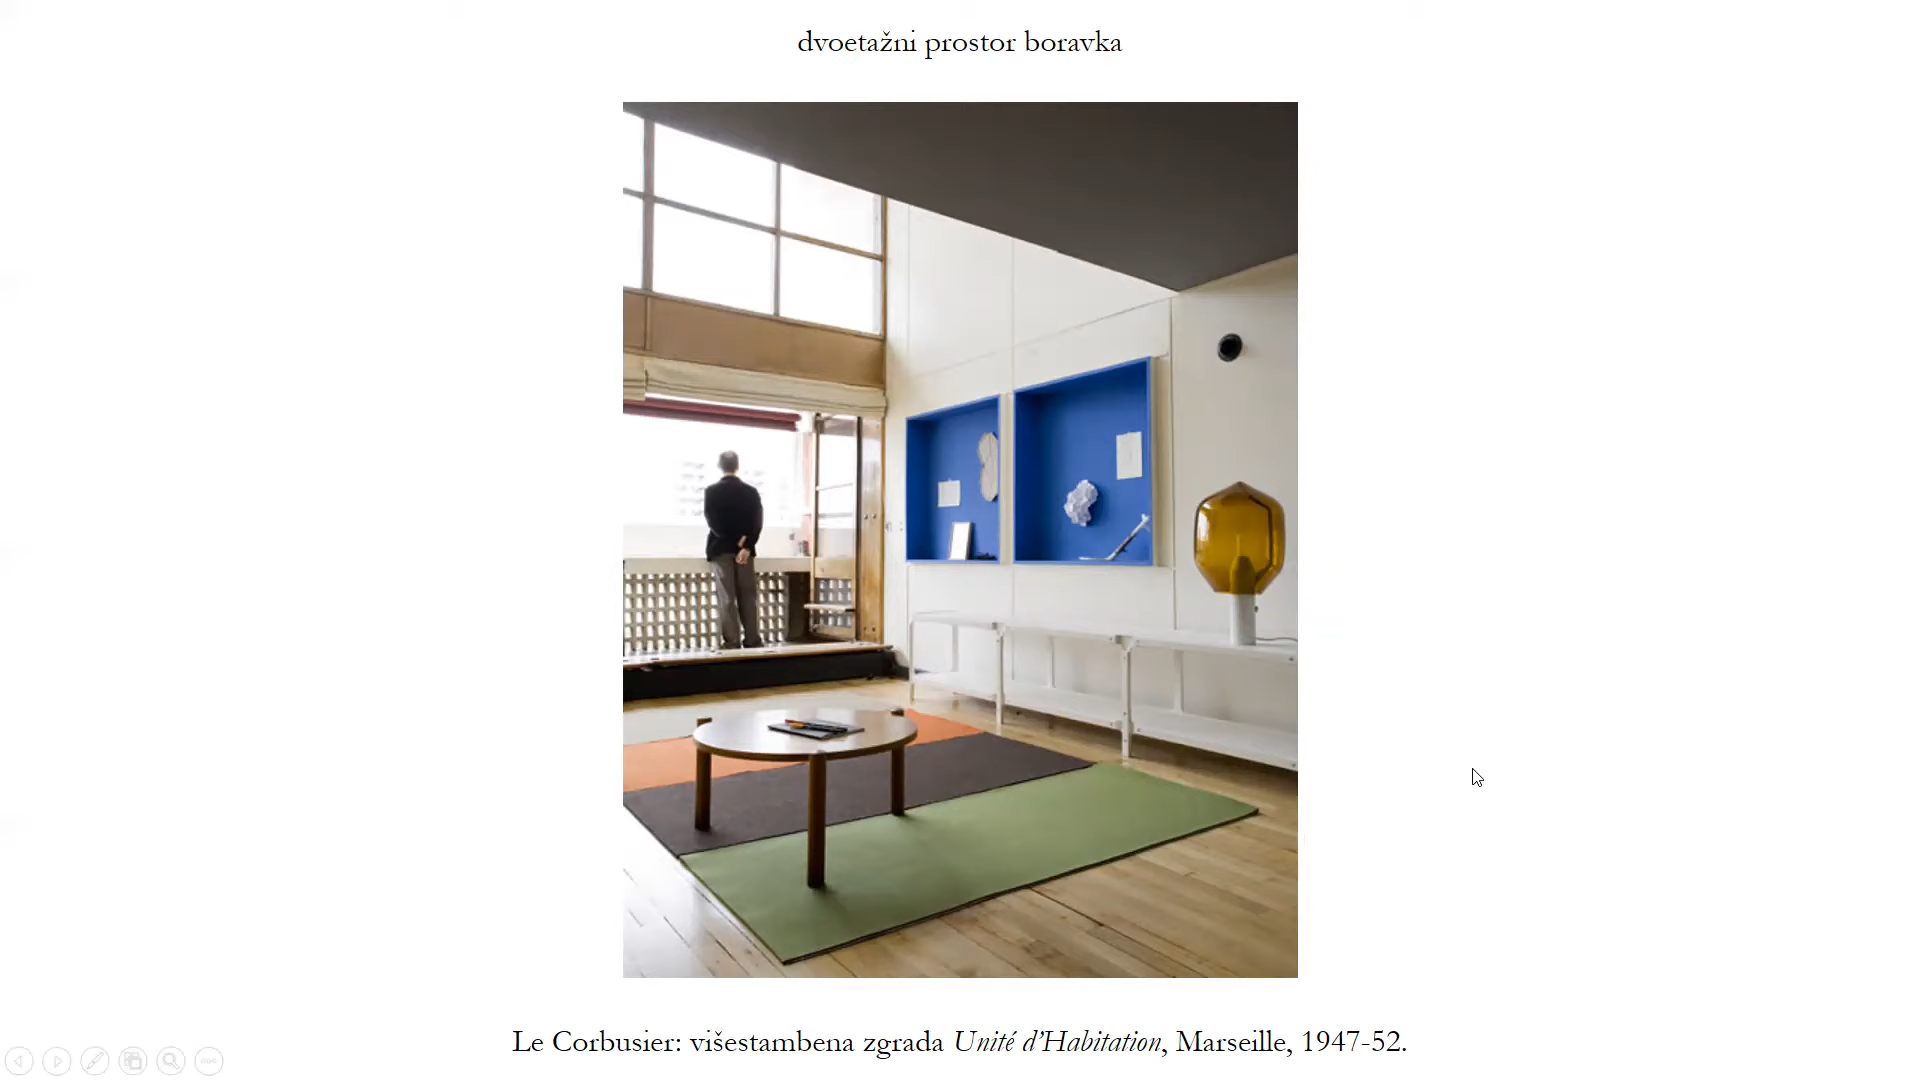 dvoetažni prostor boravka
Le Corbusier: višestambena zgrada Unité d'Habitation, Marseille, 1947-52.